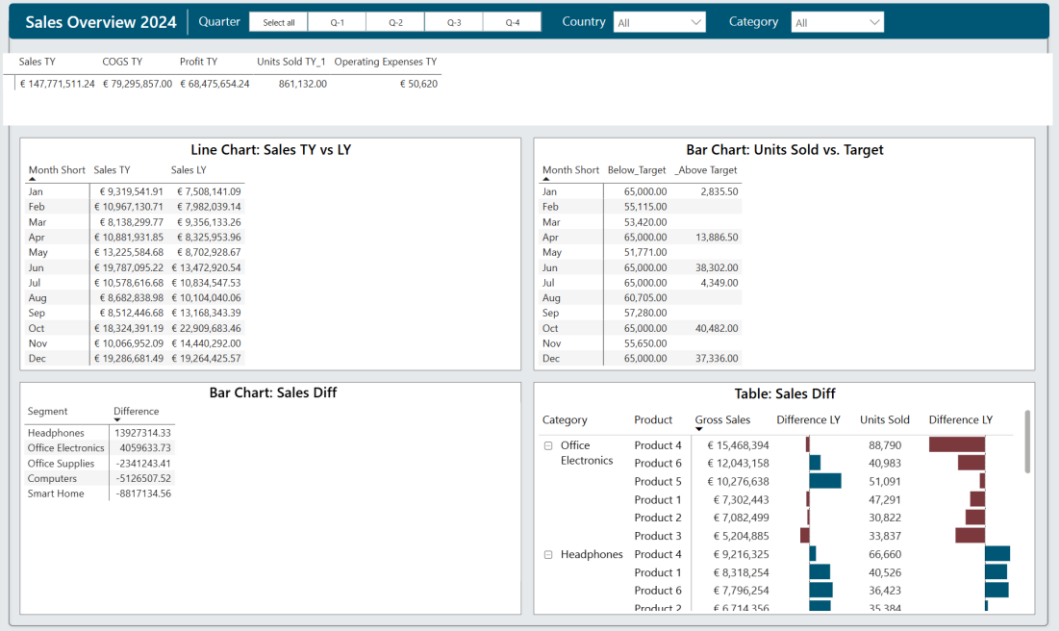 Sales Overview 2024 Quarter Select all Q-1 Q-2 Q-3 Q-4 Country All Category All
Sales TY COGS TY Profit TY Units Sold TY_1 Operating Expenses TY
€ 147,771,511.24 € 79,295,857.00 € 68,475,654.24 861,132.00 € 50,620
Line Chart: Sales TY vs LY
Month Short Sales TY Sales LY
Jan € 9,319,541.91 € 7,508,141.09
Feb € 10,967,130.71 € 7,982,039.14
Mar € 8,138,299.77 € 9,356,133.26
Apr € 10,881,931.85 € 8,325,953.96
May € 13,225,584.68 € 8,702,928.67
Jun € 19,787,095.22 € 13,472,920.54
Jul € 10,578,616.68 € 10,834,547.53
Aug € 8,682,838.98 € 10,104,040.06
Sep € 8,512,446.68 € 13,168,343.39
Oct € 18,324,391.19 € 22,909,683.46
Nov € 10,066,952.09 € 14,440,292.00
Dec € 19,286,681.49 € 19,264,425.57
Bar Chart: Units Sold vs. Target
Month Short Below_Target _Above Target
Jan 65,000.00 2,835.50
Feb 55,115.00
Mar 53,420.00
Apr 65,000.00 13,886.50
May 51,771.00
Jun 65,000.00 38,302.00
Jul 65,000.00 4,349.00
Aug 60,705.00
Sep 57,280.00
Oct 65,000.00 40,482.00
Nov 55,650.00
Dec 65,000.00 37,336.00
Bar Chart: Sales Diff
Segment Difference
Headphones 13927314.33
Office Electronics 4059633.73
Office Supplies -2341243.41
Computers -5126507.52
Smart Home -8817134.56
Table: Sales Diff
Category Product Gross Sales Difference LY Units Sold Difference LY
Office Product 4 € 15,468,394 88,790
Electronics Product 6 € 12,043,158 40,983
Product 5 € 10,276,638 51,091
Product 1 € 7,302,443 47,291
Product 2 € 7,082,499 30,822
Product 3 € 5,204,885 33,837
Headphones Product 4 € 9,216,325 66,660
Product 1 € 8,318,254 40,526
Product 6 € 7,796,254 36,423
Product 2 € 6,714,356 35,384